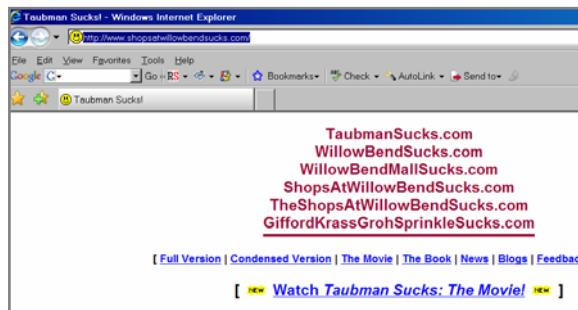 Taubman Sucks! - Windows Internet Explorer
http://www.shopsatwillowbendsucks.com/
File Edit View Favorites Tools Help
Google G Go RS Bookmarks Check AutoLink Send to
Taubman Sucks!
TaubmanSucks.com
WillowBendSucks.com
WillowBendMallSucks.com
ShopsAtWillowBendSucks.com
TheShopsAtWillowBendSucks.com
GiffordKrassGrohSprinkleSucks.com
[ Full Version | Condensed Version | The Movie | The Book | News | Blogs | Feedbac
[ NEW Watch Taubman Sucks: The Movie! NEW ]